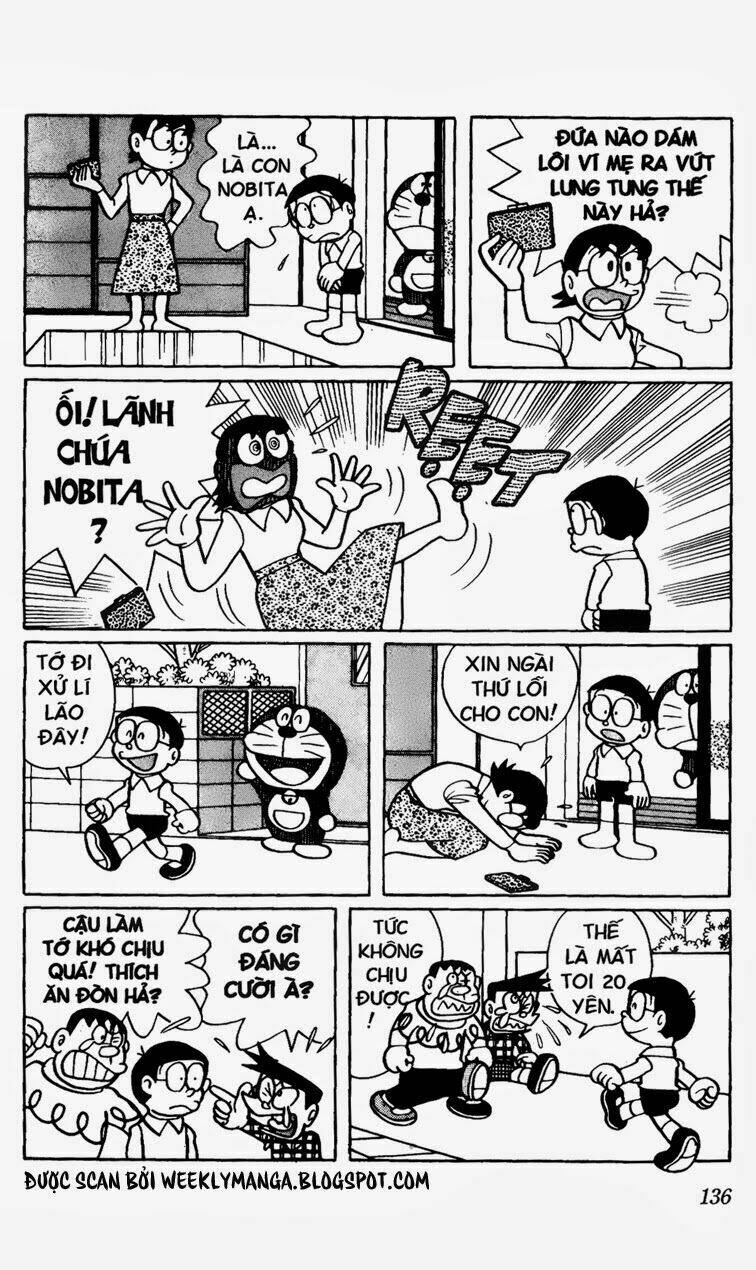 ĐỨA NÀO DÁM
LÔI VÍ MẸ RA VỨT
LUNG TUNG THẾ
NÀY HẢ?
LÀ...
LÀ CON
NOBITA
Ạ.
RẸẸẸT
ỐI! LÃNH
CHÚA
NOBITA
?
XIN NGÀI
THỨ LỖI
CHO CON!
TỚ ĐI
XỬ LÍ
LÃO
ĐÂY!
THẾ
LÀ MẤT
TOI 20
YÊN.
TỨC
KHÔNG
CHỊU
ĐƯỢC
!
CÓ GÌ
ĐÁNG
CƯỜI À?
CẬU LÀM
TỚ KHÓ CHỊU
QUÁ! THÍCH
ĂN ĐÒN HẢ?
ĐƯỢC SCAN BỞI WEEKLYMANGA.BLOGSPOT.COM
136